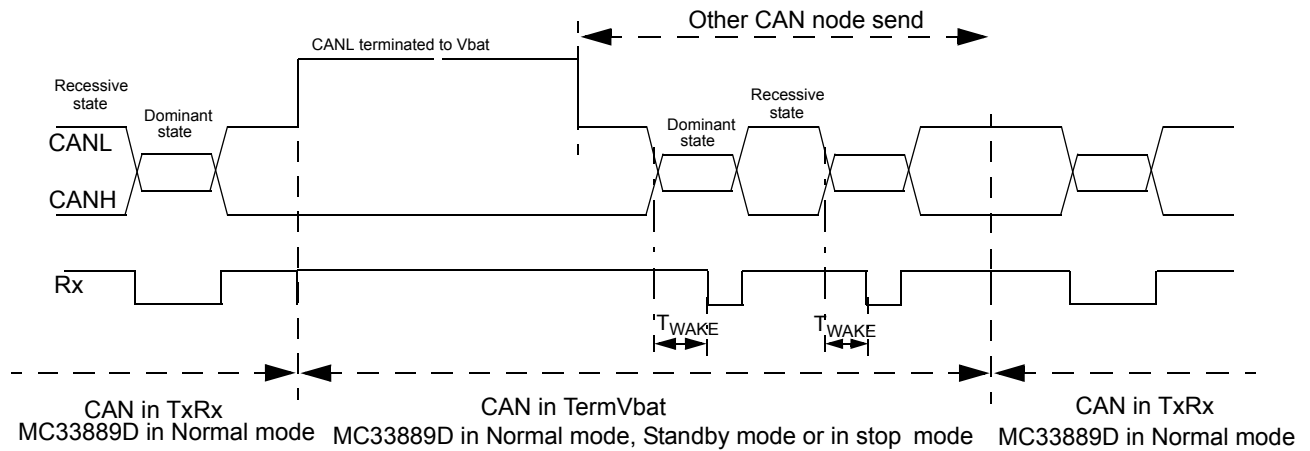 Other CAN node send
CANL terminated to Vbat
Recessive
state
Dominant
state
CANL
CANH
Dominant
state
Recessive
state
Rx
TWAKE
TWAKE
CAN in TxRx
MC33889D in Normal mode
CAN in TermVbat
MC33889D in Normal mode, Standby mode or in stop mode
CAN in TxRx
MC33889D in Normal mode